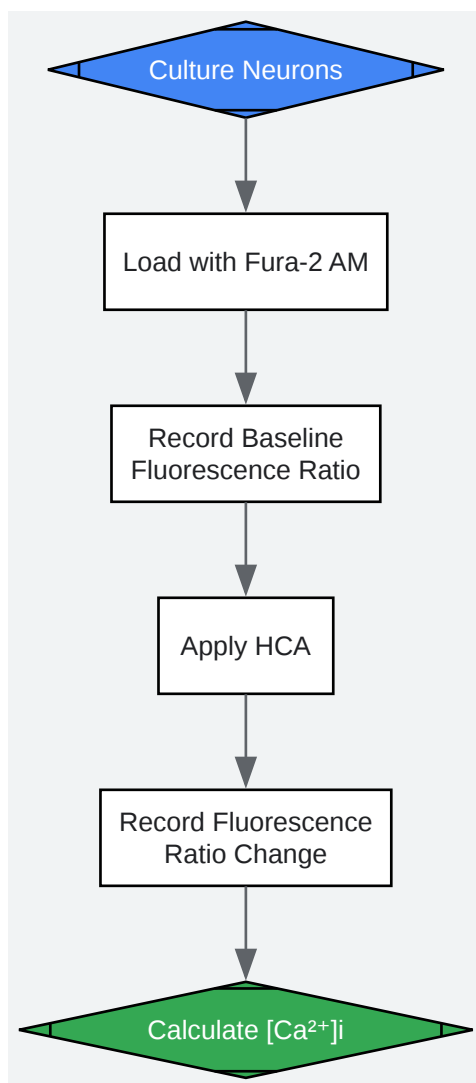 Culture Neurons
Load with Fura-2 AM
Record Baseline
Fluorescence Ratio
Apply HCA
Record Fluorescence
Ratio Change
Calculate [Ca²⁺]i